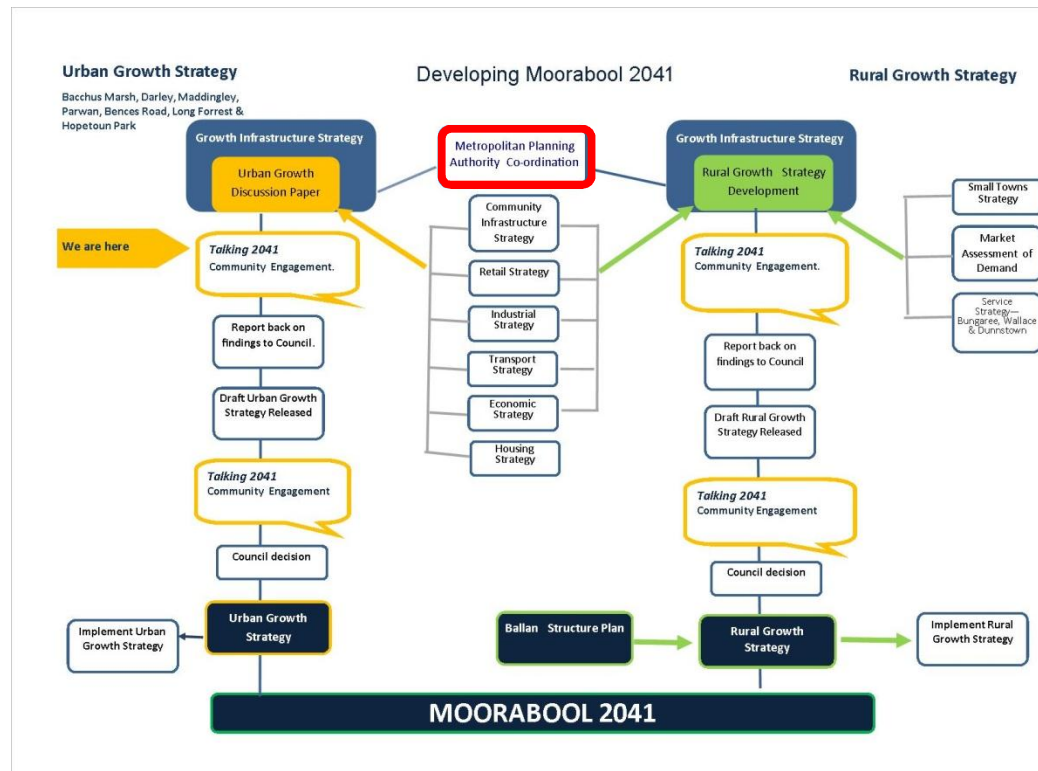 Urban Growth Strategy
Developing Moorabool 2041
Rural Growth Strategy
Bacchus Marsh, Darley, Maddingley,
Parwan, Bences Road, Long Forrest &
Hopetoun Park
Growth Infrastructure Strategy
Urban Growth
Discussion Paper
Metropolitan Planning
Authority Co-ordination
Growth Infrastructure Strategy
Rural Growth Strategy
Development
We are here
Talking 2041
Community Engagement.
Community
Infrastructure
Strategy
Retail Strategy
Industrial
Strategy
Transport
Strategy
Economic
Strategy
Housing
Strategy
Talking 2041
Community Engagement.
Small Towns
Strategy
Market
Assessment of
Demand
Service
Strategy—
Bungaree, Wallace
& Dunnstown
Report back on
findings to Council.
Draft Urban Growth
Strategy Released
Talking 2041
Community Engagement
Council decision
Urban Growth
Strategy
Implement Urban
Growth Strategy
Report back on
findings to Council
Draft Rural Growth
Strategy Released
Talking 2041
Community Engagement
Council decision
Ballan Structure Plan
Rural Growth
Strategy
Implement Rural
Growth Strategy
MOORABOOL 2041